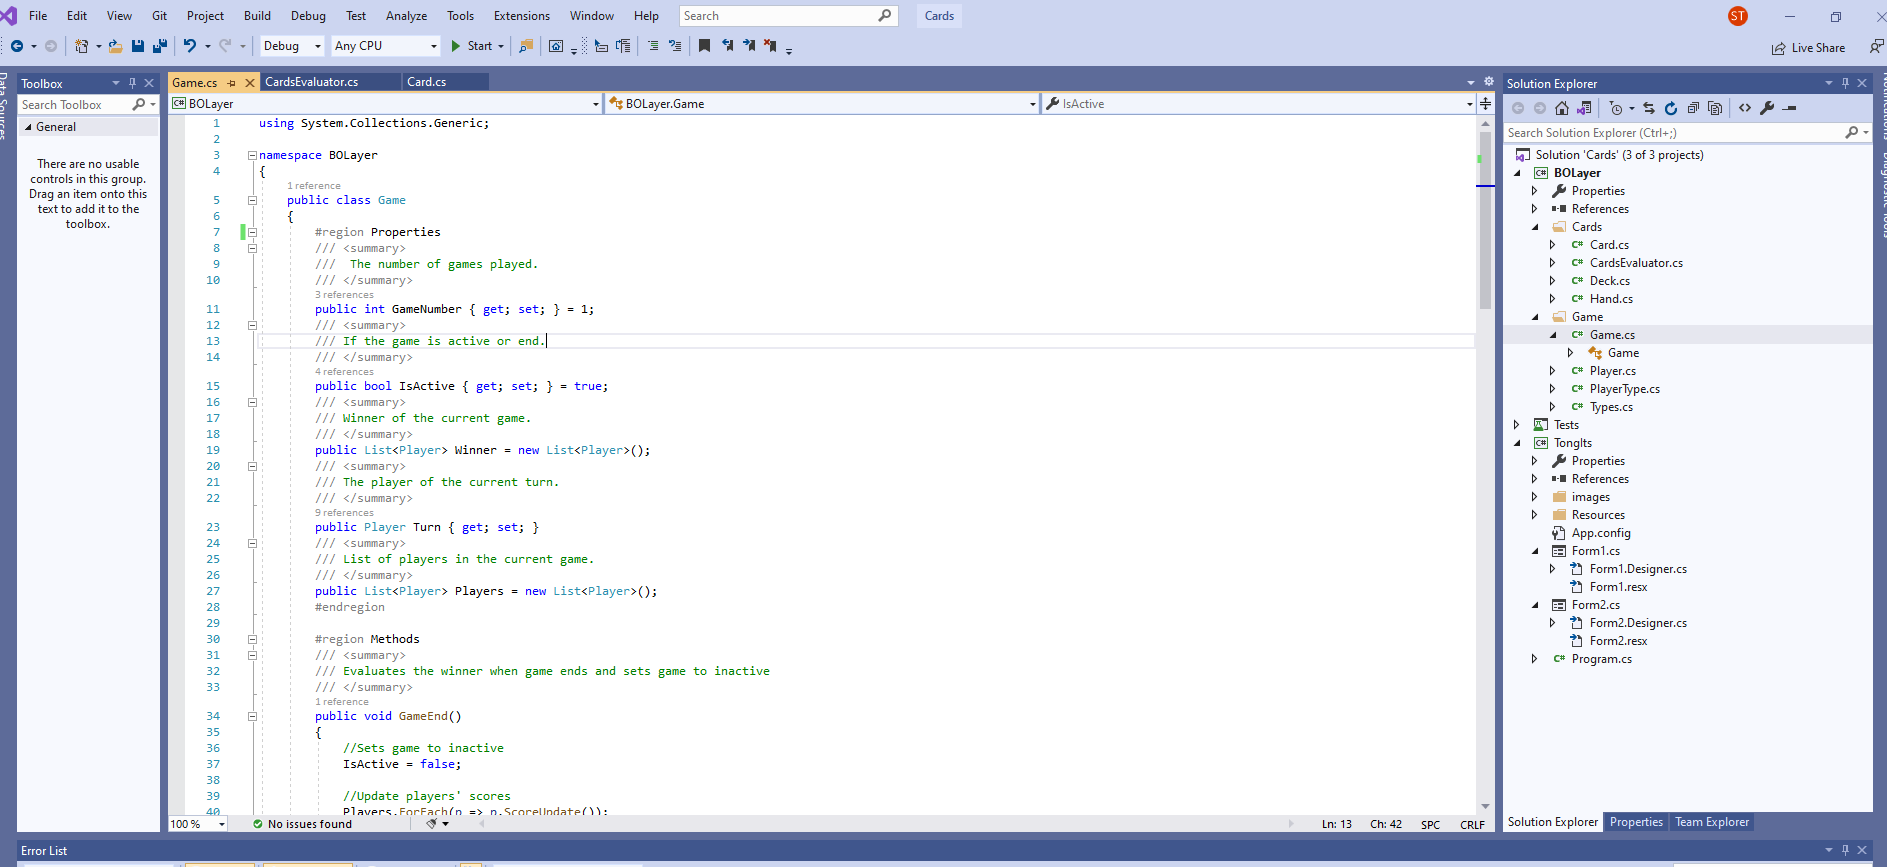 File Edit View Git Project Build Debug Test Analyze Tools Extensions Window Help Search Cards ST
Debug Any CPU Start Live Share
Data Sources
Toolbox
Search Toolbox
General
There are no usable
controls in this group.
Drag an item onto this
text to add it to the
toolbox.
Game.cs CardsEvaluator.cs Card.cs
BOLayer BOLayer.Game IsActive
1 using System.Collections.Generic;
2
3 namespace BOLayer
4 {
1 reference
5 public class Game
6 {
7 #region Properties
8 /// <summary>
9 ///  The number of games played.
10 /// </summary>
3 references
11 public int GameNumber { get; set; } = 1;
12 /// <summary>
13 /// If the game is active or end.
14 /// </summary>
4 references
15 public bool IsActive { get; set; } = true;
16 /// <summary>
17 /// Winner of the current game.
18 /// </summary>
19 public List<Player> Winner = new List<Player>();
20 /// <summary>
21 /// The player of the current turn.
22 /// </summary>
9 references
23 public Player Turn { get; set; }
24 /// <summary>
25 /// List of players in the current game.
26 /// </summary>
27 public List<Player> Players = new List<Player>();
28 #endregion
29
30 #region Methods
31 /// <summary>
32 /// Evaluates the winner when game ends and sets game to inactive
33 /// </summary>
1 reference
34 public void GameEnd()
35 {
36 //Sets game to inactive
37 IsActive = false;
38
39 //Update players' scores
40 Players.ForEach(p => p.ScoreUpdate());
100 % No issues found Ln: 13 Ch: 42 SPC CRLF
Solution Explorer
Search Solution Explorer (Ctrl+;)
Solution 'Cards' (3 of 3 projects)
BOLayer
Properties
References
Cards
Card.cs
CardsEvaluator.cs
Deck.cs
Hand.cs
Game
Game.cs
Game
Player.cs
PlayerType.cs
Types.cs
Tests
TongIts
Properties
References
images
Resources
App.config
Form1.cs
Form1.Designer.cs
Form1.resx
Form2.cs
Form2.Designer.cs
Form2.resx
Program.cs
Solution Explorer Properties Team Explorer
Notifications
Diagnostic Tools
Error List